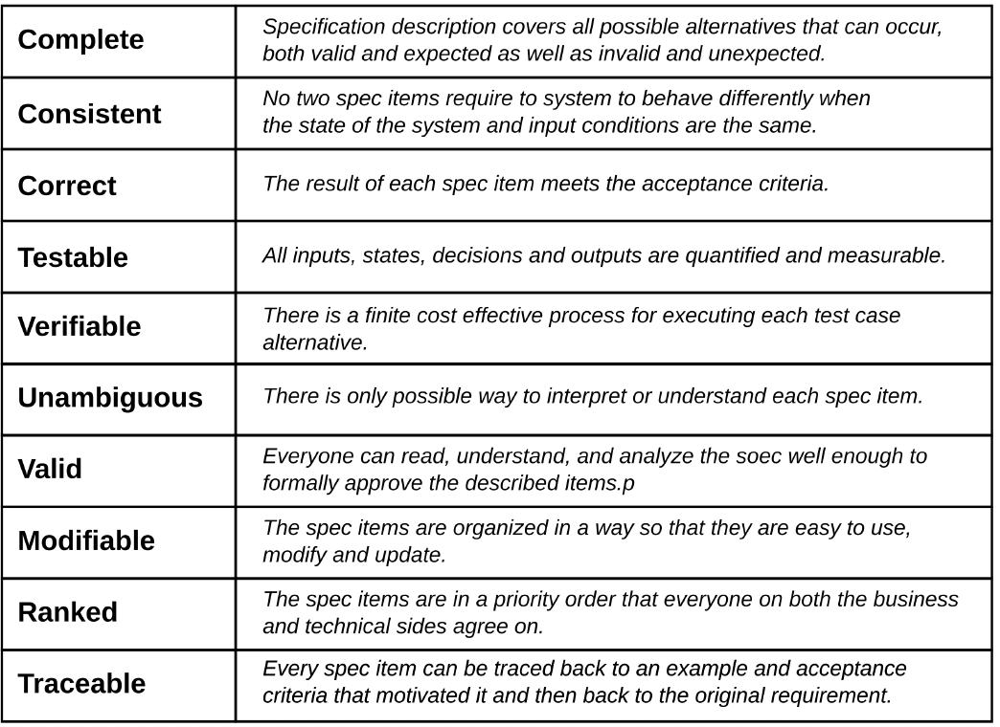 Complete
Specification description covers all possible alternatives that can occur,
both valid and expected as well as invalid and unexpected.
Consistent
No two spec items require to system to behave differently when
the state of the system and input conditions are the same.
Correct
The result of each spec item meets the acceptance criteria.
Testable
All inputs, states, decisions and outputs are quantified and measurable.
Verifiable
There is a finite cost effective process for executing each test case
alternative.
Unambiguous
There is only possible way to interpret or understand each spec item.
Valid
Everyone can read, understand, and analyze the soec well enough to
formally approve the described items.p
Modifiable
The spec items are organized in a way so that they are easy to use,
modify and update.
Ranked
The spec items are in a priority order that everyone on both the business
and technical sides agree on.
Traceable
Every spec item can be traced back to an example and acceptance
criteria that motivated it and then back to the original requirement.